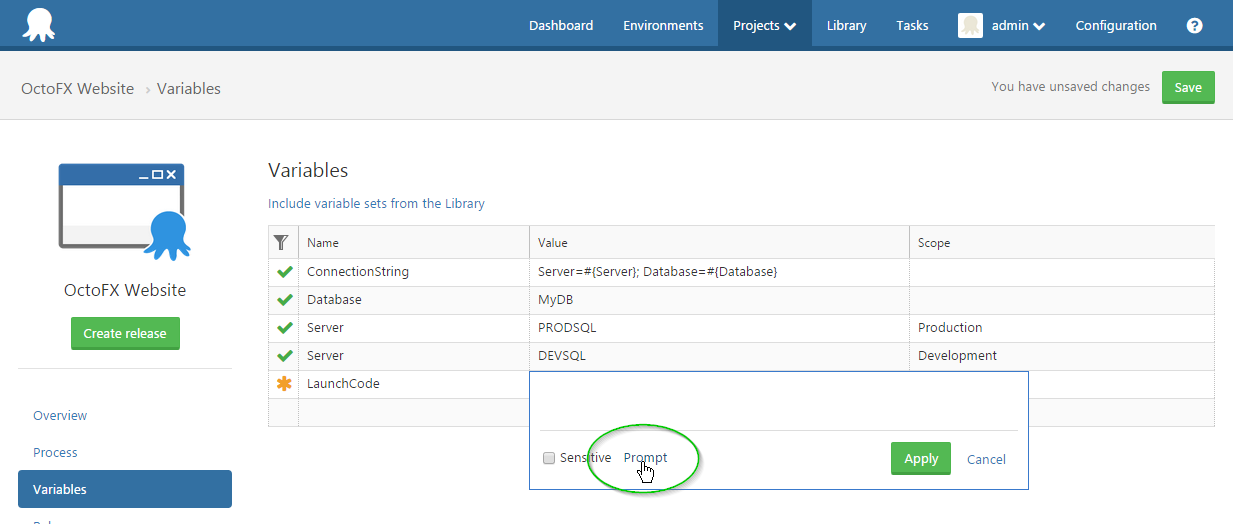 Dashboard Environments Projects Library Tasks admin Configuration ?
OctoFX Website › Variables
You have unsaved changes Save
Variables
Include variable sets from the Library
Name Value Scope
ConnectionString Server=#{Server}; Database=#{Database}
Database MyDB
Server PRODSQL Production
Server DEVSQL Development
LaunchCode
Sensitive Prompt Apply Cancel
OctoFX Website
Create release
Overview
Process
Variables